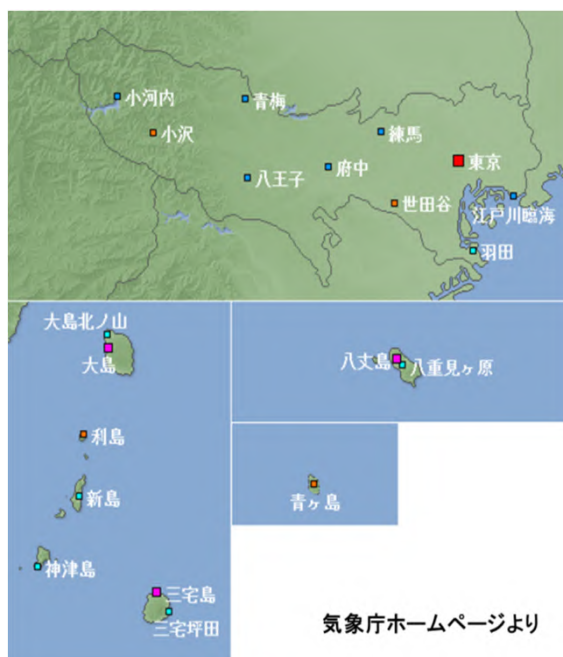 小河内
青梅
小沢
練馬
東京
府中
八王子
世田谷
江戸川臨海
羽田
大島北ノ山
大島
利島
新島
神津島
三宅島
三宅坪田
八丈島
八重見ヶ原
青ヶ島
気象庁ホームページより